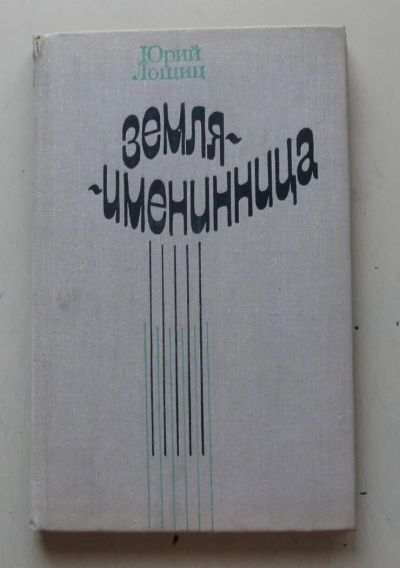 Юрий
Лощиц
земля-
-именинница